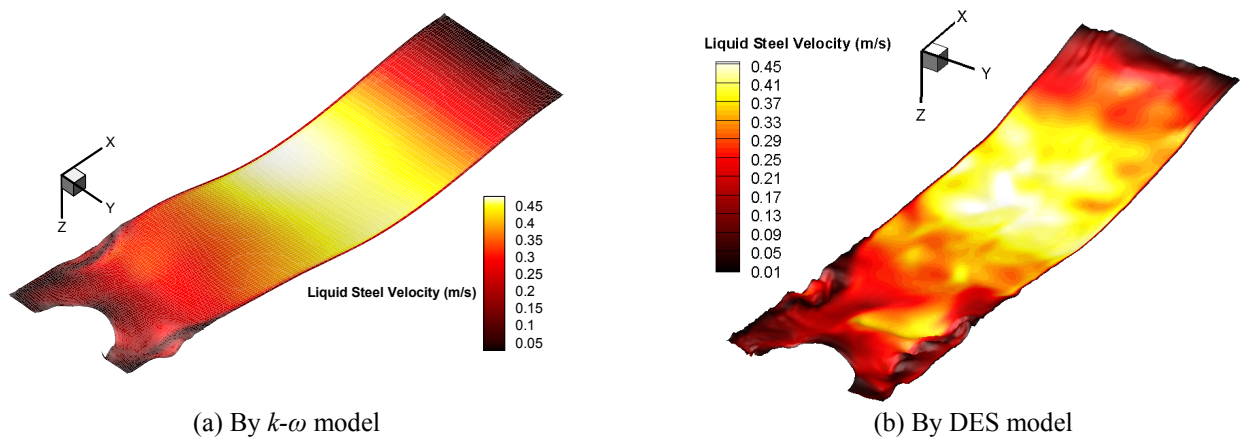 X
Y
Z
0.45
0.4
0.35
0.3
0.25
0.2
0.15
0.1
0.05
Liquid Steel Velocity (m/s)
(a) By k-ω model
Liquid Steel Velocity (m/s)
0.45
0.41
0.37
0.33
0.29
0.25
0.21
0.17
0.13
0.09
0.05
0.01
X
Y
Z
(b) By DES model